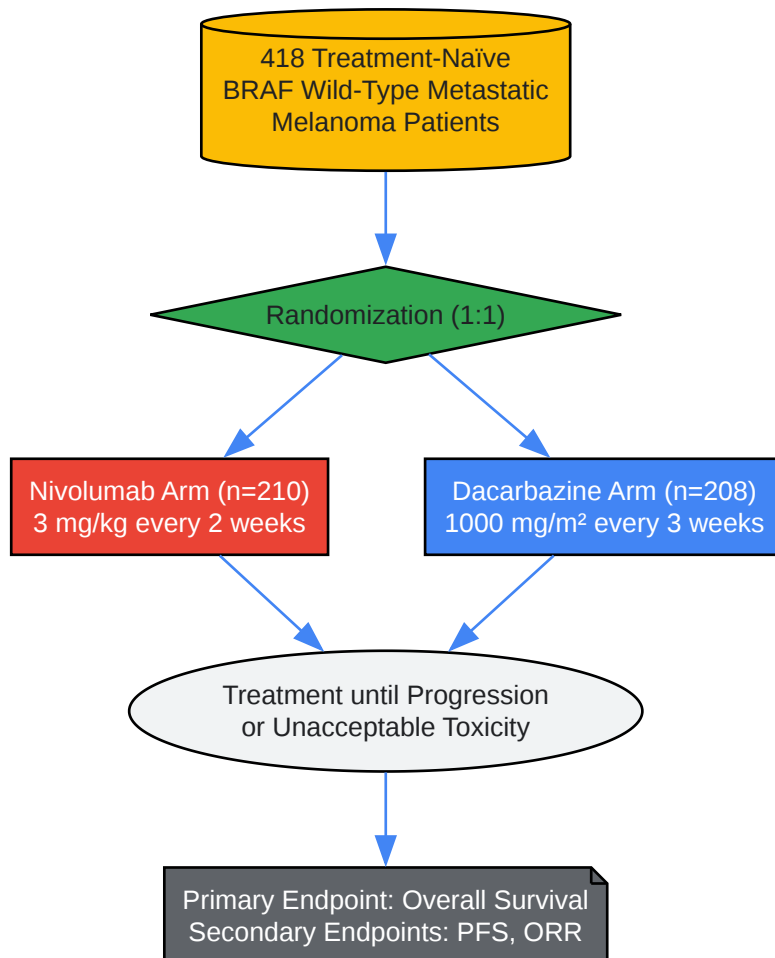 418 Treatment-Naïve
BRAF Wild-Type Metastatic
Melanoma Patients
Randomization (1:1)
Nivolumab Arm (n=210)
3 mg/kg every 2 weeks
Dacarbazine Arm (n=208)
1000 mg/m² every 3 weeks
Treatment until Progression
or Unacceptable Toxicity
Primary Endpoint: Overall Survival
Secondary Endpoints: PFS, ORR